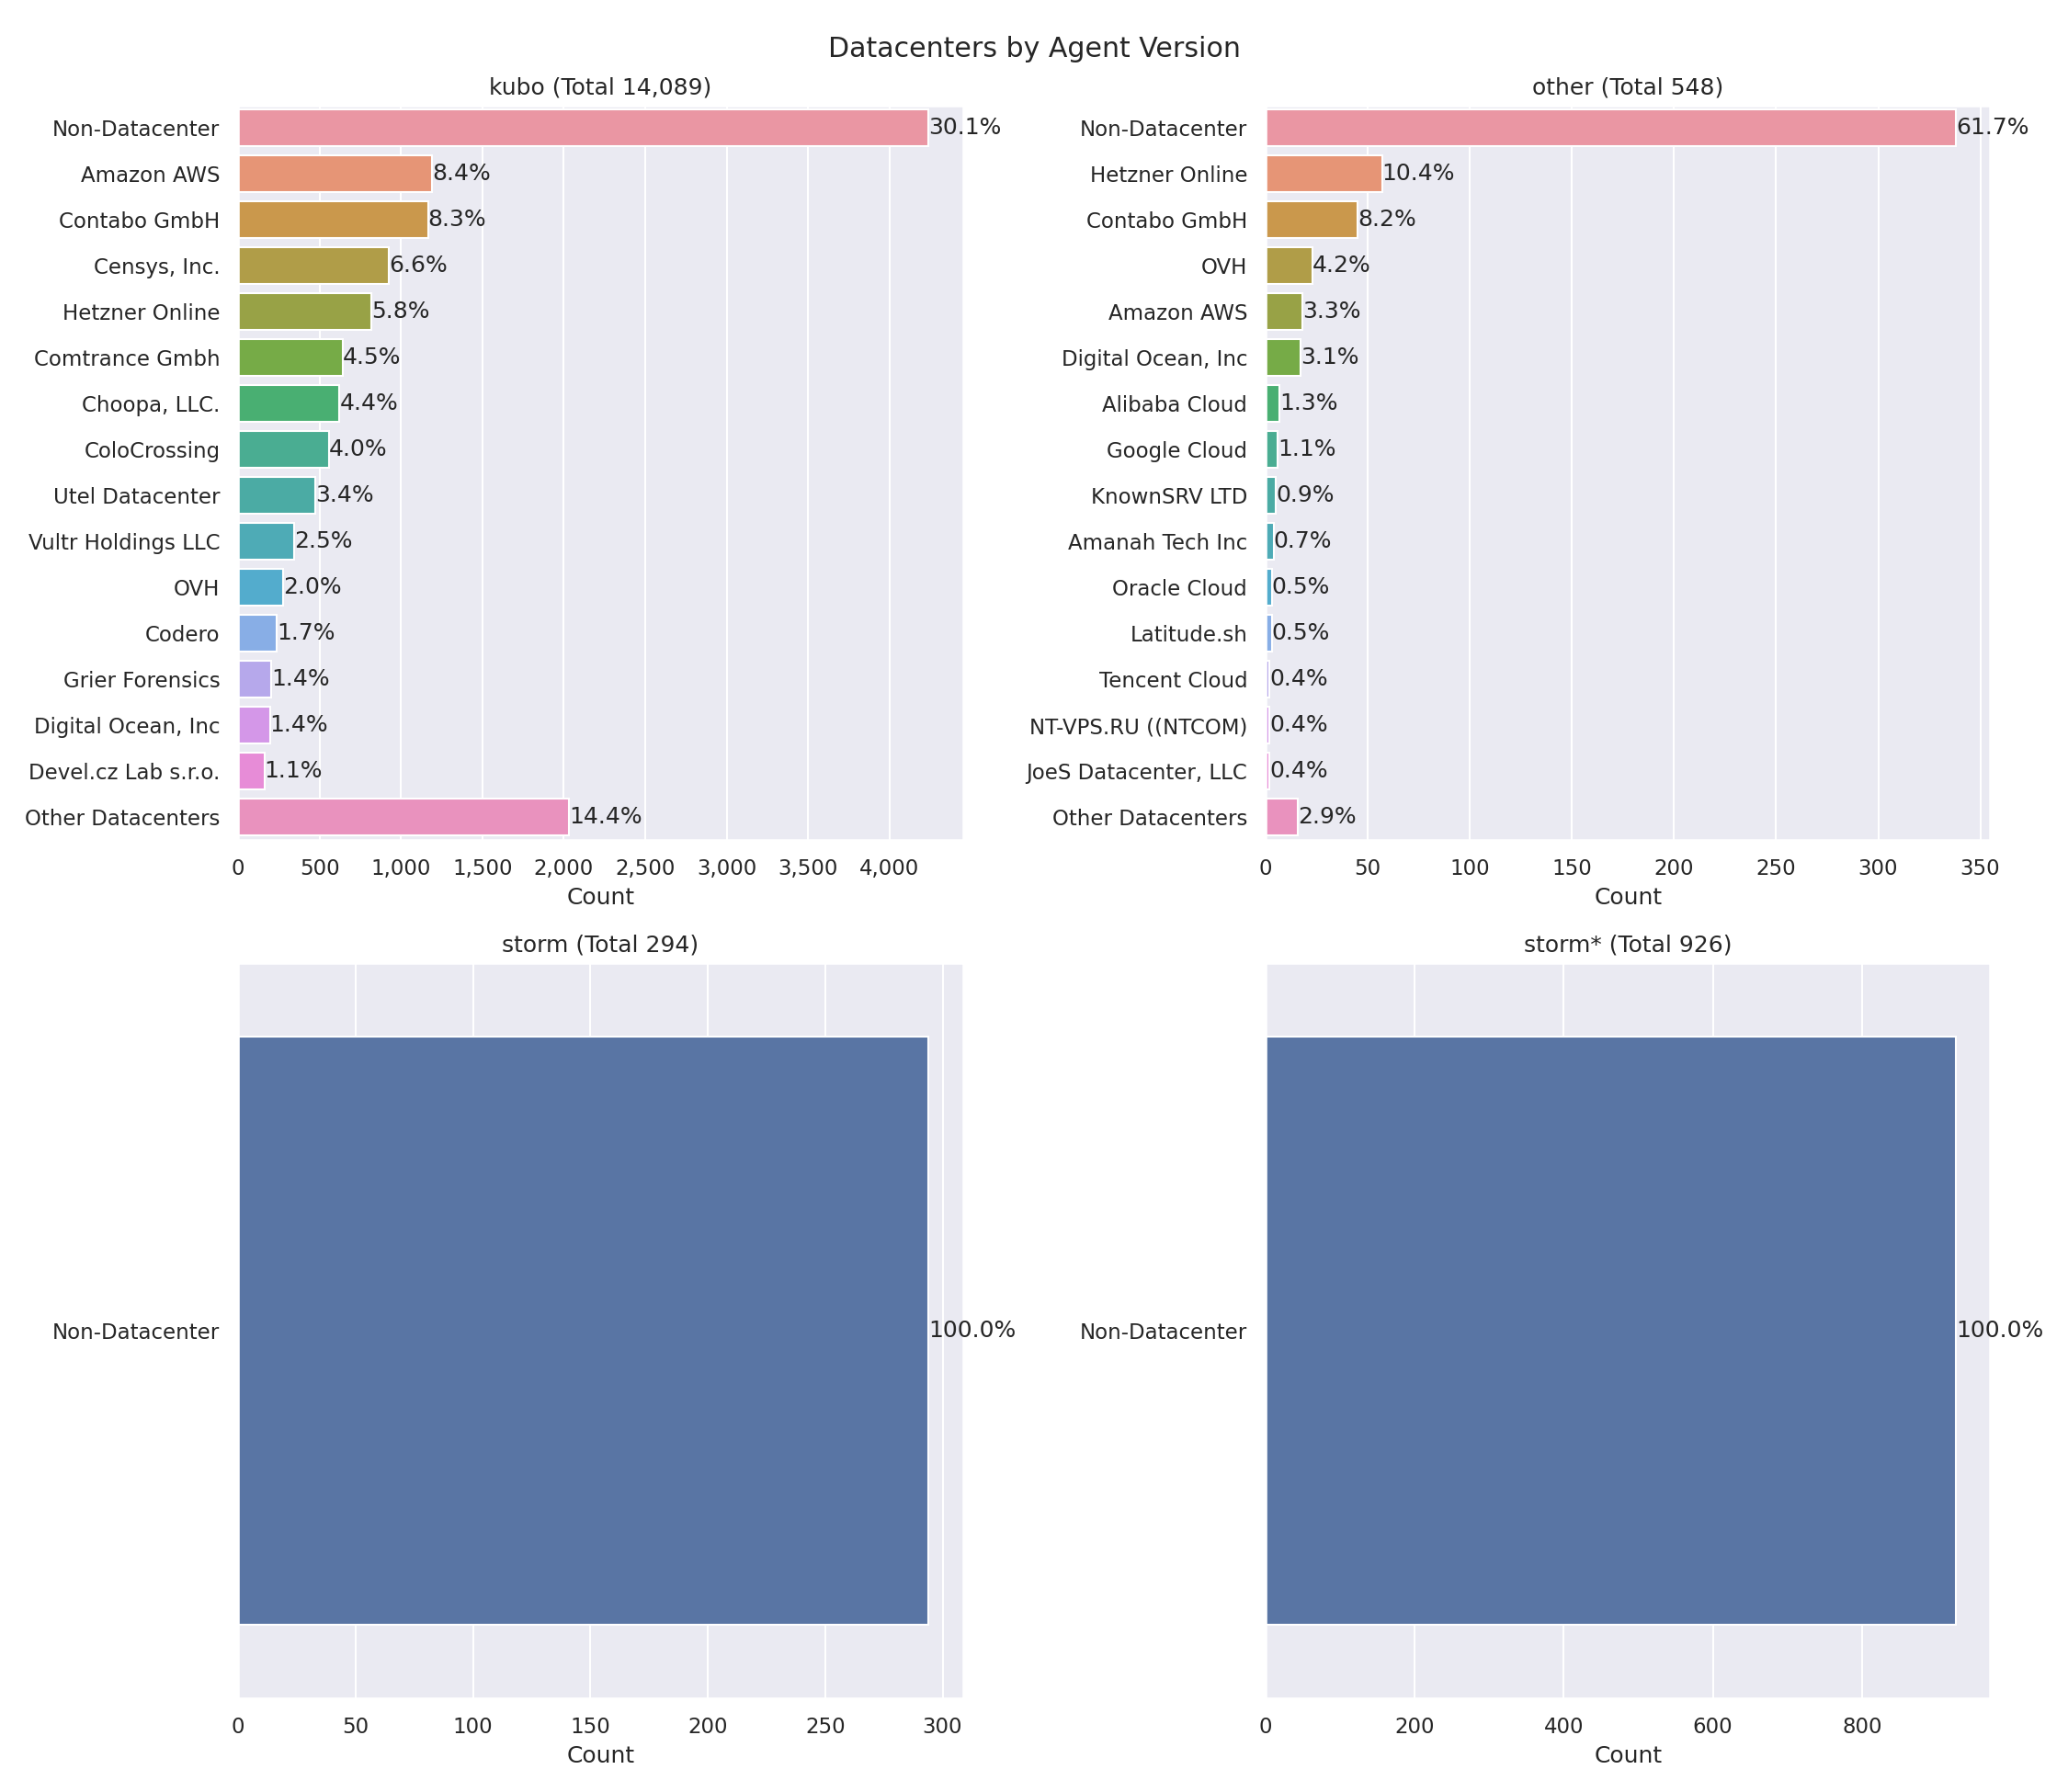 Datacenters by Agent Version
kubo (Total 14,089)
Non-Datacenter 30.1%
Amazon AWS 8.4%
Contabo GmbH 8.3%
Censys, Inc. 6.6%
Hetzner Online 5.8%
Comtrance Gmbh 4.5%
Choopa, LLC. 4.4%
ColoCrossing 4.0%
Utel Datacenter 3.4%
Vultr Holdings LLC 2.5%
OVH 2.0%
Codero 1.7%
Grier Forensics 1.4%
Digital Ocean, Inc 1.4%
Devel.cz Lab s.r.o. 1.1%
Other Datacenters 14.4%
0 500 1,000 1,500 2,000 2,500 3,000 3,500 4,000
Count
other (Total 548)
Non-Datacenter 61.7%
Hetzner Online 10.4%
Contabo GmbH 8.2%
OVH 4.2%
Amazon AWS 3.3%
Digital Ocean, Inc 3.1%
Alibaba Cloud 1.3%
Google Cloud 1.1%
KnownSRV LTD 0.9%
Amanah Tech Inc 0.7%
Oracle Cloud 0.5%
Latitude.sh 0.5%
Tencent Cloud 0.4%
NT-VPS.RU ((NTCOM) 0.4%
JoeS Datacenter, LLC 0.4%
Other Datacenters 2.9%
0 50 100 150 200 250 300 350
Count
storm (Total 294)
Non-Datacenter 100.0%
0 50 100 150 200 250 300
Count
storm* (Total 926)
Non-Datacenter 100.0%
0 200 400 600 800
Count